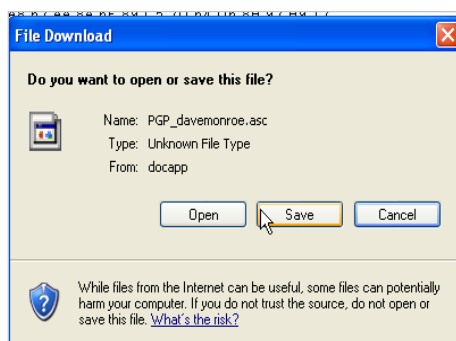 File Download
Do you want to open or save this file?
Name: PGP_davemonroe.asc
Type: Unknown File Type
From: docapp
Open Save Cancel
While files from the Internet can be useful, some files can potentially
harm your computer. If you do not trust the source, do not open or
save this file. What's the risk?